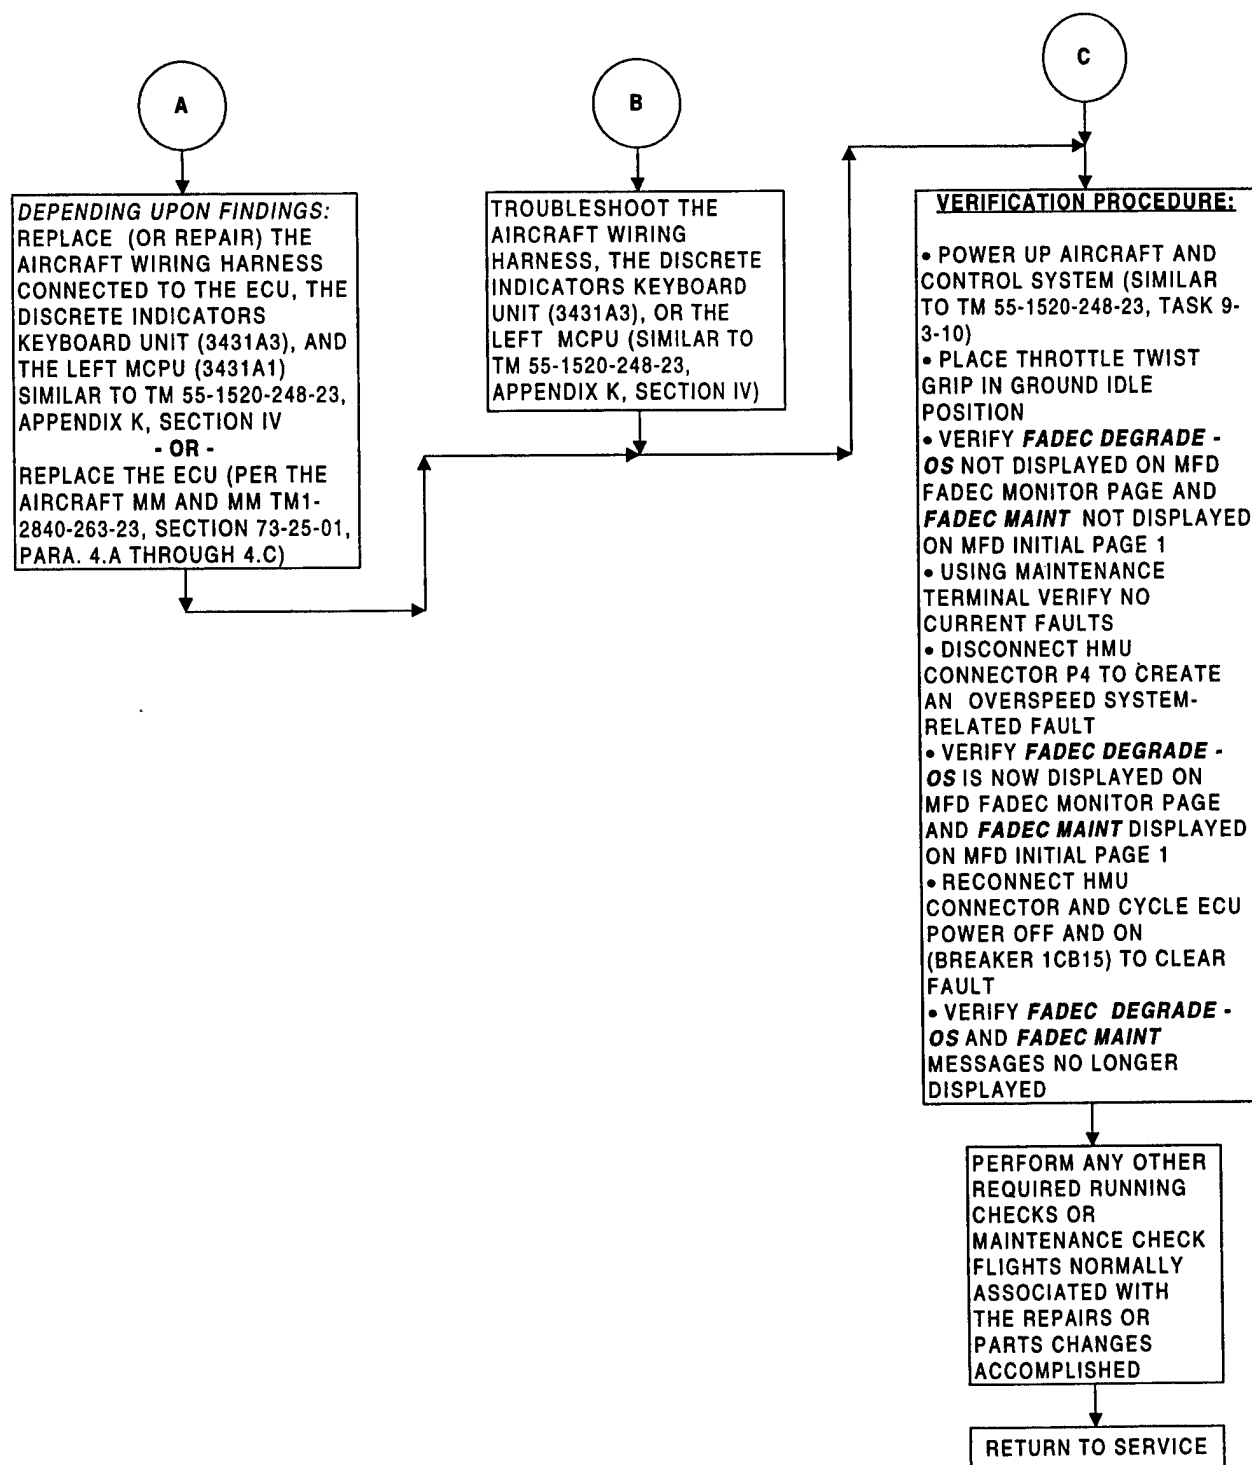 A
DEPENDING UPON FINDINGS:
REPLACE (OR REPAIR) THE
AIRCRAFT WIRING HARNESS
CONNECTED TO THE ECU, THE
DISCRETE INDICATORS
KEYBOARD UNIT (3431A3), AND
THE LEFT MCPU (3431A1)
SIMILAR TO TM 55-1520-248-23,
APPENDIX K, SECTION IV
- OR -
REPLACE THE ECU (PER THE
AIRCRAFT MM AND MM TM1-
2840-263-23, SECTION 73-25-01,
PARA. 4.A THROUGH 4.C)
B
TROUBLESHOOT THE
AIRCRAFT WIRING
HARNESS, THE DISCRETE
INDICATORS KEYBOARD
UNIT (3431A3), OR THE
LEFT MCPU (SIMILAR TO
TM 55-1520-248-23,
APPENDIX K, SECTION IV)
C
VERIFICATION PROCEDURE:
• POWER UP AIRCRAFT AND
CONTROL SYSTEM (SIMILAR
TO TM 55-1520-248-23, TASK 9-
3-10)
• PLACE THROTTLE TWIST
GRIP IN GROUND IDLE
POSITION
• VERIFY FADEC DEGRADE -
OS NOT DISPLAYED ON MFD
FADEC MONITOR PAGE AND
FADEC MAINT NOT DISPLAYED
ON MFD INITIAL PAGE 1
• USING MAINTENANCE
TERMINAL VERIFY NO
CURRENT FAULTS
• DISCONNECT HMU
CONNECTOR P4 TO CREATE
AN OVERSPEED SYSTEM-
RELATED FAULT
• VERIFY FADEC DEGRADE -
OS IS NOW DISPLAYED ON
MFD FADEC MONITOR PAGE
AND FADEC MAINT DISPLAYED
ON MFD INITIAL PAGE 1
• RECONNECT HMU
CONNECTOR AND CYCLE ECU
POWER OFF AND ON
(BREAKER 1CB15) TO CLEAR
FAULT
• VERIFY FADEC DEGRADE -
OS AND FADEC MAINT
MESSAGES NO LONGER
DISPLAYED
PERFORM ANY OTHER
REQUIRED RUNNING
CHECKS OR
MAINTENANCE CHECK
FLIGHTS NORMALLY
ASSOCIATED WITH
THE REPAIRS OR
PARTS CHANGES
ACCOMPLISHED
RETURN TO SERVICE